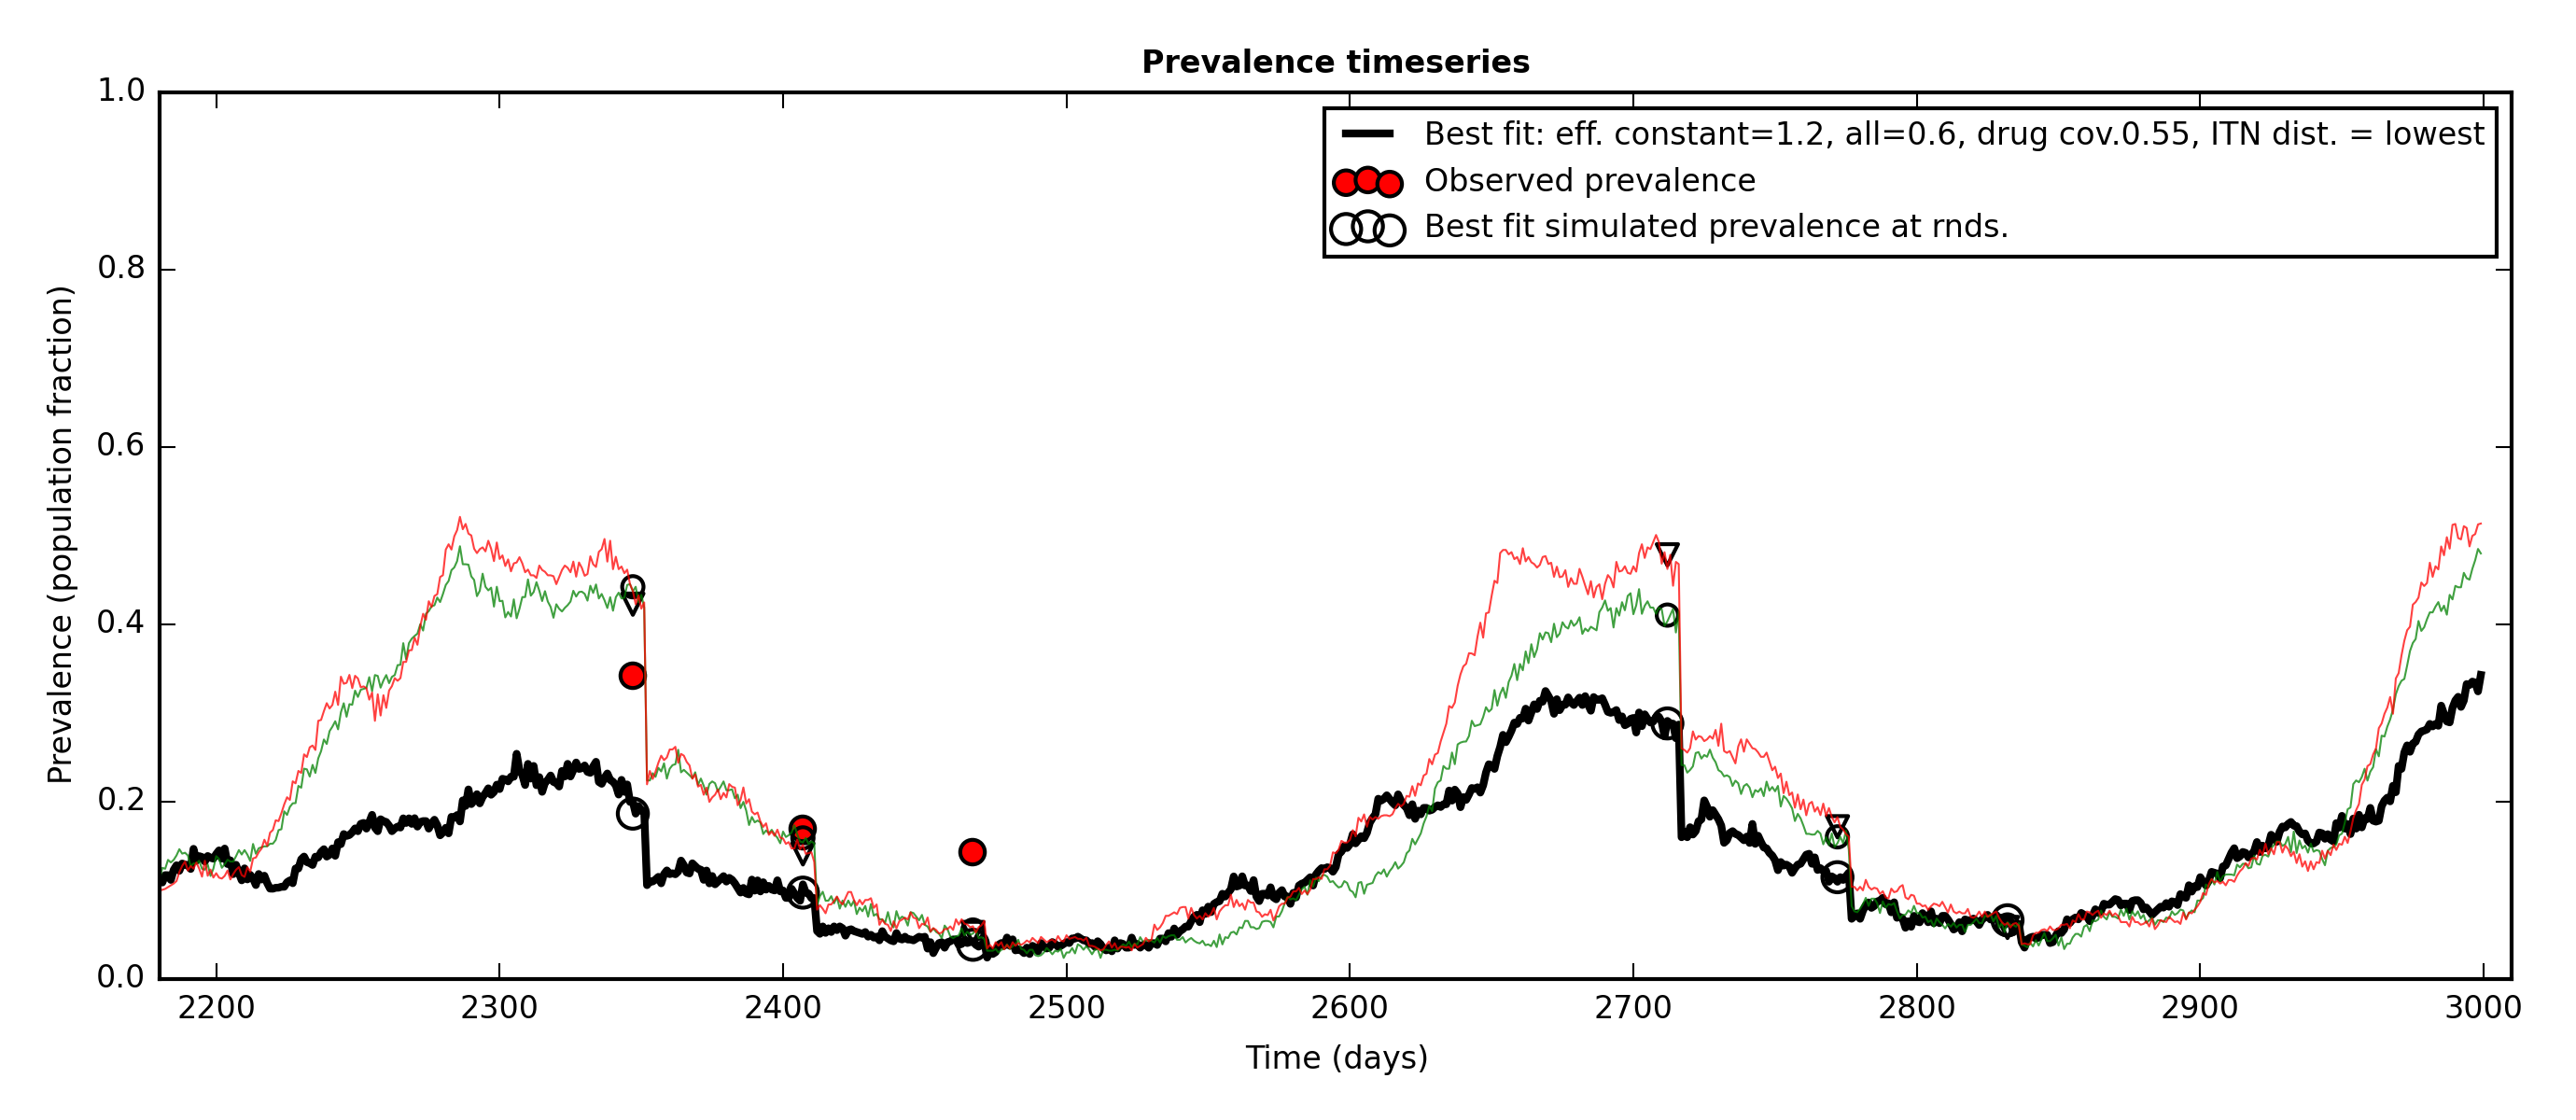 Prevalence timeseries
1.0
0.8
0.6
0.4
0.2
0.0
Prevalence (population fraction)
Best fit: eff. constant=1.2, all=0.6, drug cov.0.55, ITN dist. = lowest
Observed prevalence
Best fit simulated prevalence at rnds.
2200 2300 2400 2500 2600 2700 2800 2900 3000
Time (days)